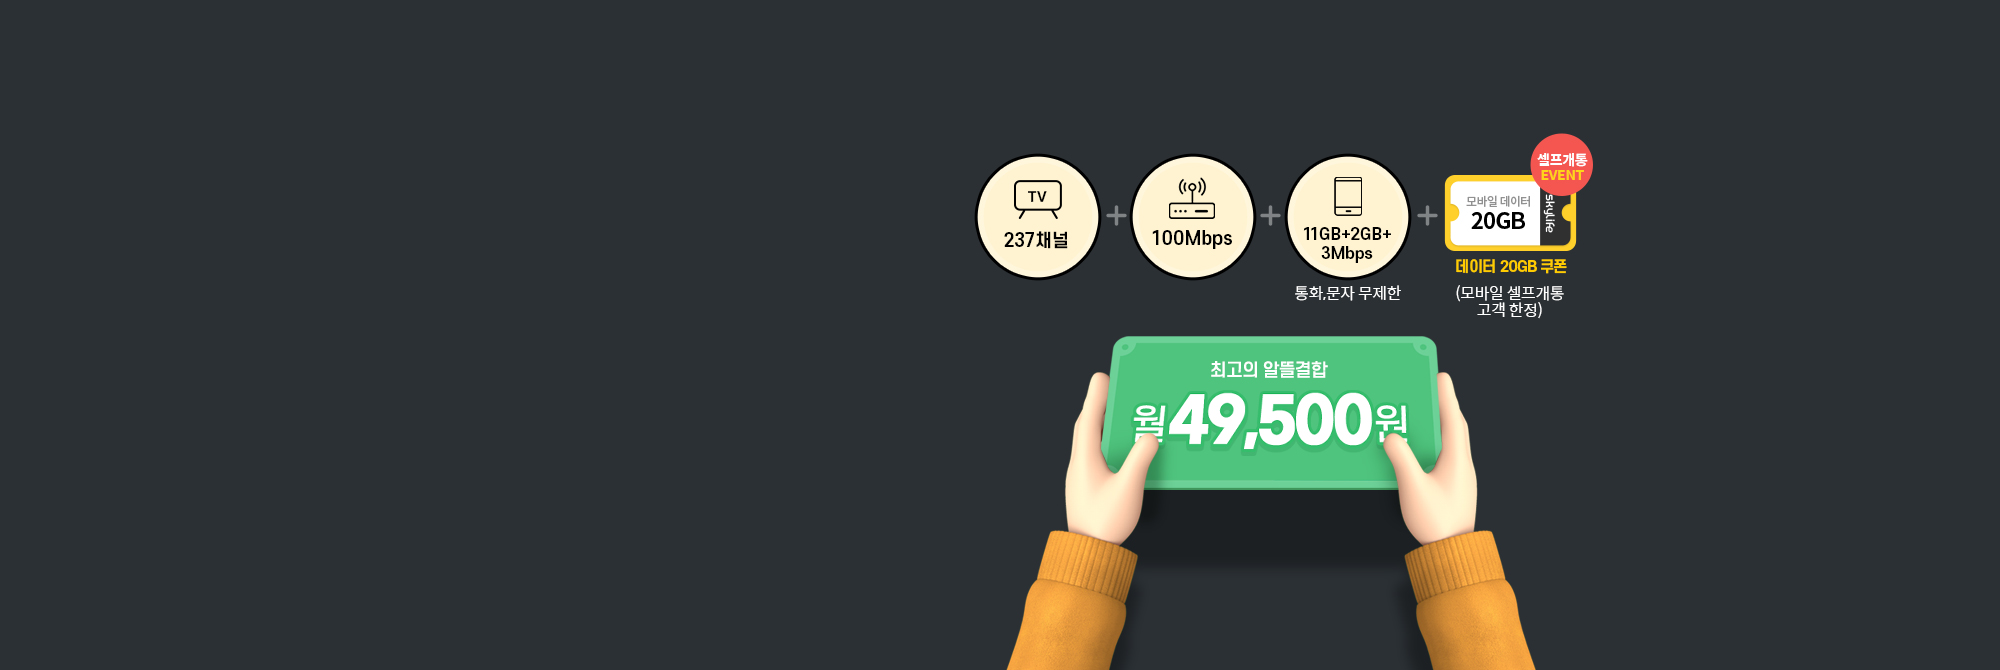 TV
237채널
100Mbps
11GB+2GB+
3Mbps
통화,문자 무제한
셀프개통
EVENT
모바일 데이터
20GB
skylife
데이터 20GB 쿠폰
(모바일 셀프개통
고객 한정)
최고의 알뜰결합
월49,500원